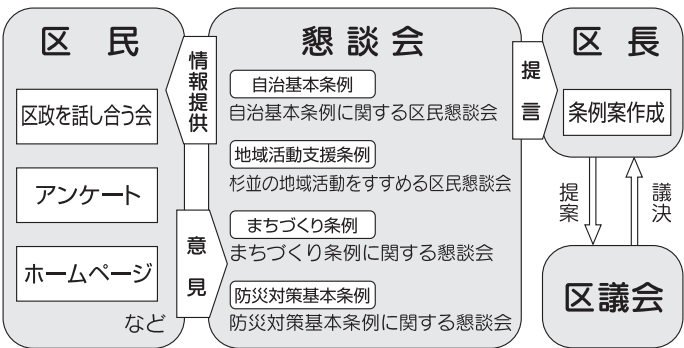 区民
区政を話し合う会
アンケート
ホームページ
など
情報提供
意見
懇談会
自治基本条例
自治基本条例に関する区民懇談会
地域活動支援条例
杉並の地域活動をすすめる区民懇談会
まちづくり条例
まちづくり条例に関する懇談会
防災対策基本条例
防災対策基本条例に関する懇談会
提言
区長
条例案作成
提案
議決
区議会